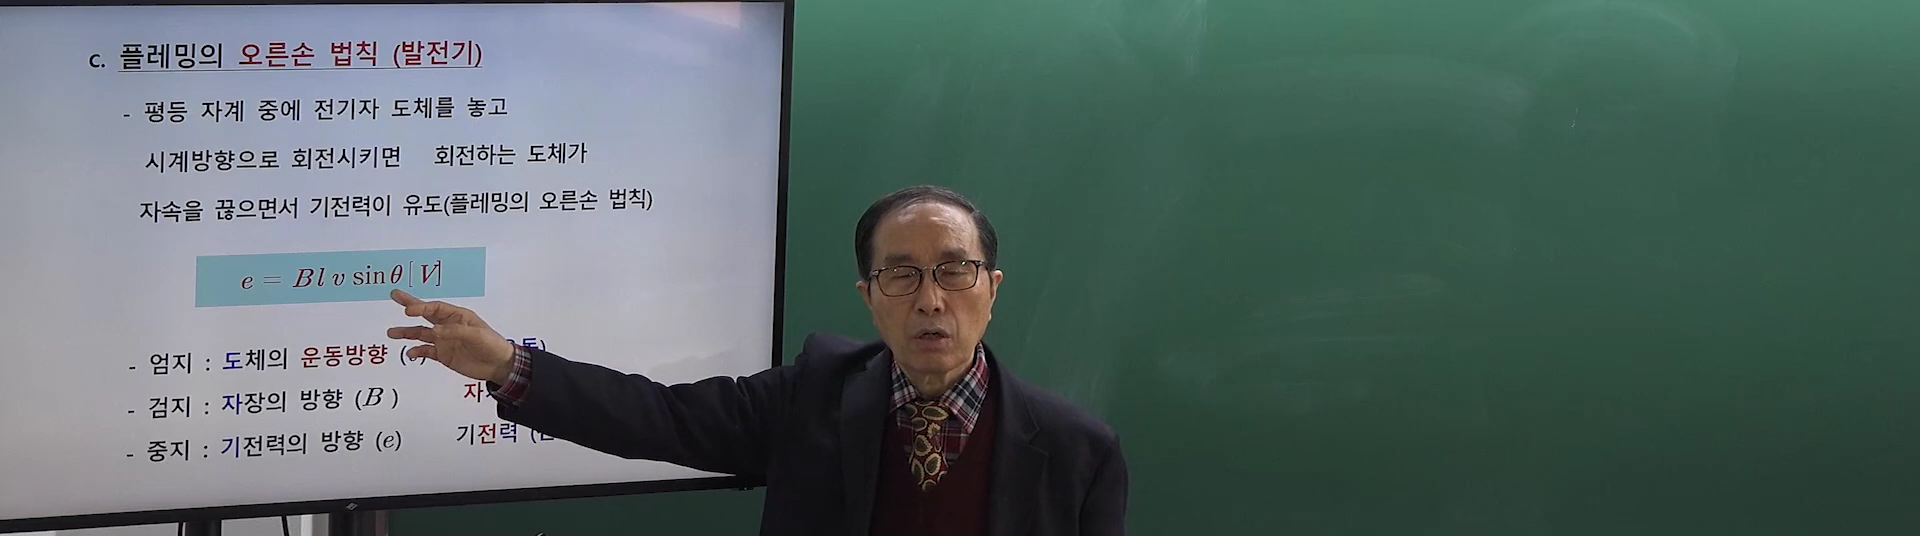 c. 플레밍의 오른손 법칙 (발전기)
- 평등 자계 중에 전기자 도체를 놓고
시계방향으로 회전시키면 회전하는 도체가
자속을 끊으면서 기전력이 유도(플레밍의 오른손 법칙)
e = B l v sinθ [V]
- 엄지 : 도체의 운동방향
- 검지 : 자장의 방향 (B)
- 중지 : 기전력의 방향 (e) 기전력